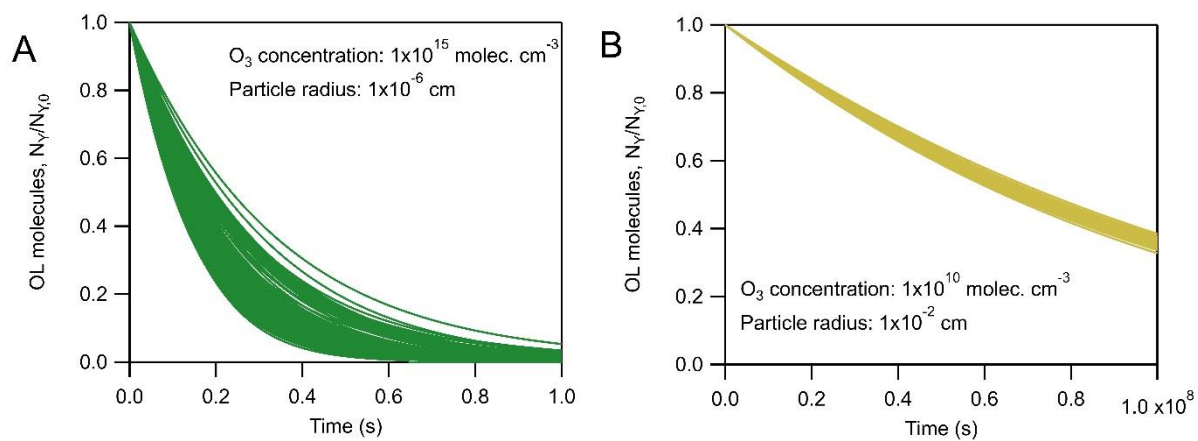 A
O₃ concentration: 1x10¹⁵ molec. cm⁻³
Particle radius: 1x10⁻⁶ cm
OL molecules, N_Y/N_Y,0
1.0
0.8
0.6
0.4
0.2
0.0
0.0 0.2 0.4 0.6 0.8 1.0
Time (s)
B
O₃ concentration: 1x10¹⁰ molec. cm⁻³
Particle radius: 1x10⁻² cm
OL molecules, N_Y/N_Y,0
1.0
0.8
0.6
0.4
0.2
0.0
0.0 0.2 0.4 0.6 0.8 1.0 x10⁸
Time (s)